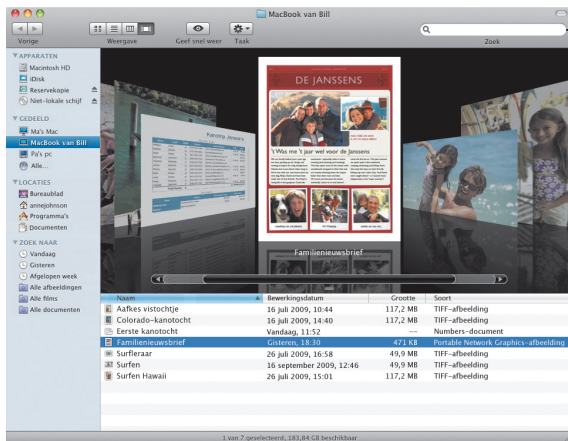 MacBook van Bill
Vorige
Weergave
Geef snel weer
Taak
Zoek
APPARATEN
Macintosh HD
iDisk
Reservekopie
Niet-lokale schijf
GEDEELD
Ma's Mac
MacBook van Bill
Pa's pc
Alle...
LOCATIES
Bureaublad
annejohnson
Programma's
Documenten
ZOEK NAAR
Vandaag
Gisteren
Afgelopen week
Alle afbeeldingen
Alle films
Alle documenten
DE JANSSENS
't Was me 't jaar wel voor de Janssens
Familienieuwsbrief
Naam Bewerkingsdatum Grootte Soort
Aafkes vistochtje 16 juli 2009, 10:44 117,2 MB TIFF-afbeelding
Colorado-kanotocht 16 juli 2009, 14:40 117,2 MB TIFF-afbeelding
Eerste kanotocht Vandaag, 11:52 -- Numbers-document
Familienieuwsbrief Gisteren, 18:30 471 KB Portable Network Graphics-afbeelding
Surfleraar 26 juli 2009, 16:58 49,9 MB TIFF-afbeelding
Surfen 16 september 2009, 12:46 49,9 MB TIFF-afbeelding
Surfen Hawaii 26 juli 2009, 15:01 117,2 MB TIFF-afbeelding
1 van 7 geselecteerd, 183,84 GB beschikbaar